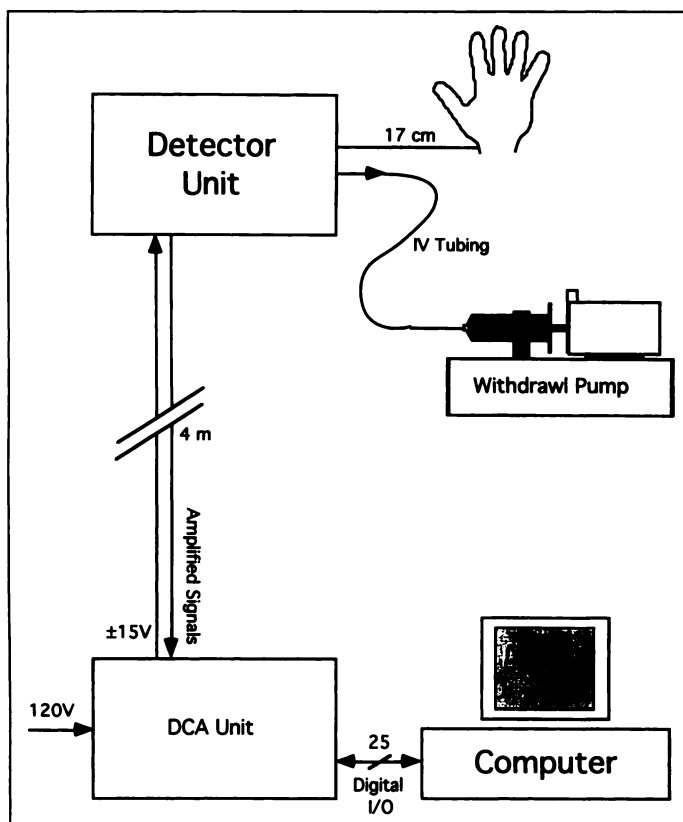 Detector
Unit
17 cm
IV Tubing
Withdrawl Pump
4 m
Amplified Signals
±15V
120V
DCA Unit
25
Digital
I/O
Computer